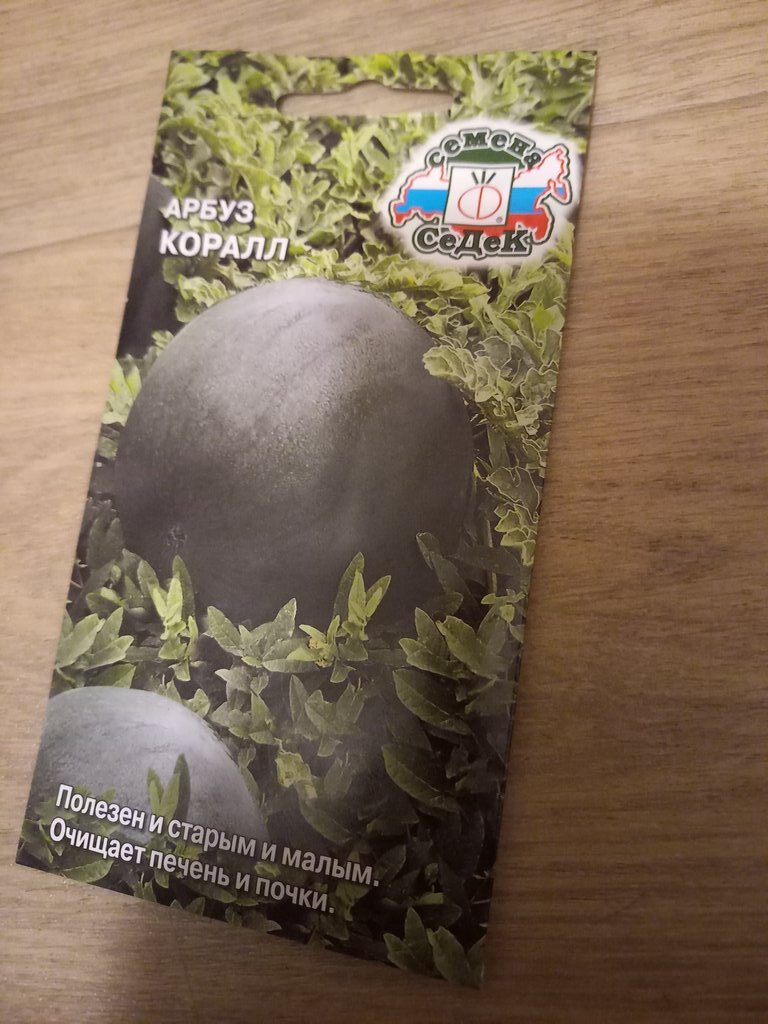 Семена
СеДеК
АРБУЗ
КОРАЛЛ
Полезен и старым и малым.
Очищает печень и почки.